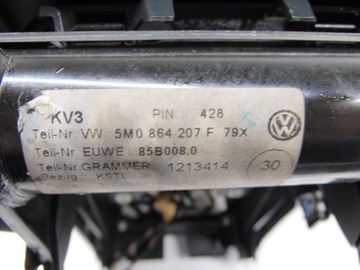 KV3 PIN 428
Teil-Nr. VW : 5M0 864 207 F 79X
Teil-Nr. EUWE 85B008.0
Teil-Nr. GRAMMER 1213414 30
Bezug KSTL